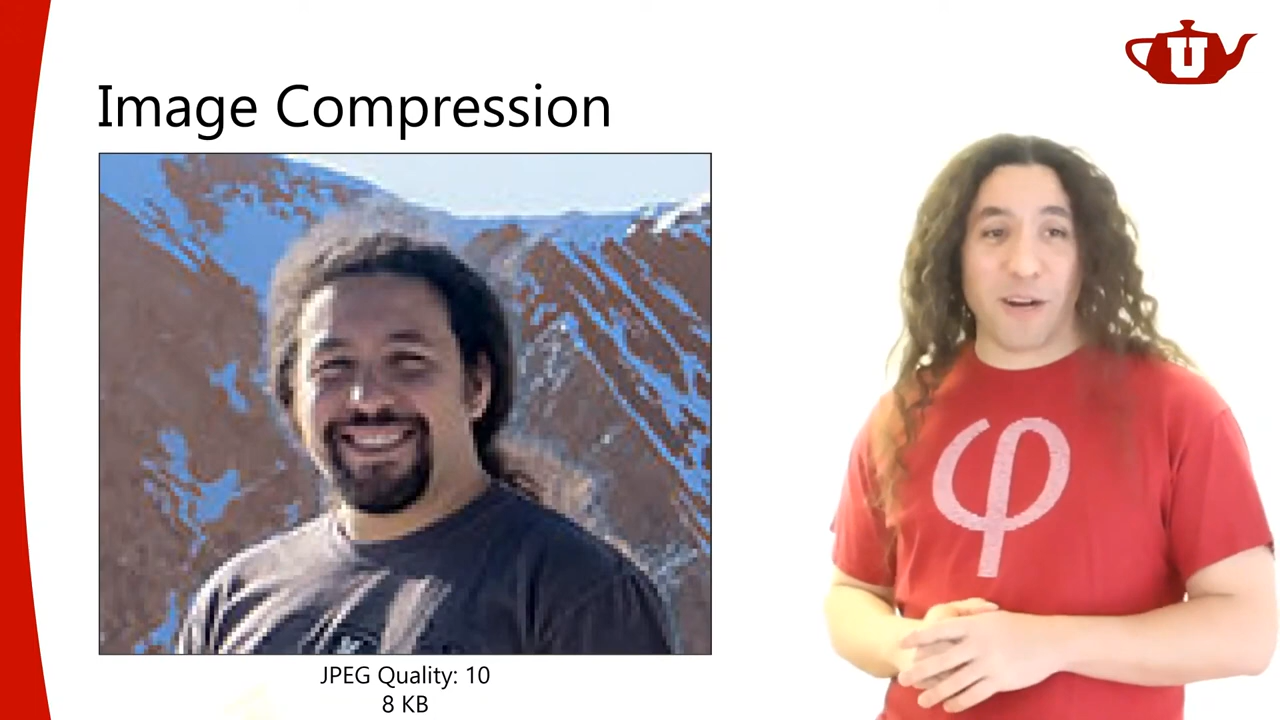 Image Compression
U
φ
JPEG Quality: 10
8 KB